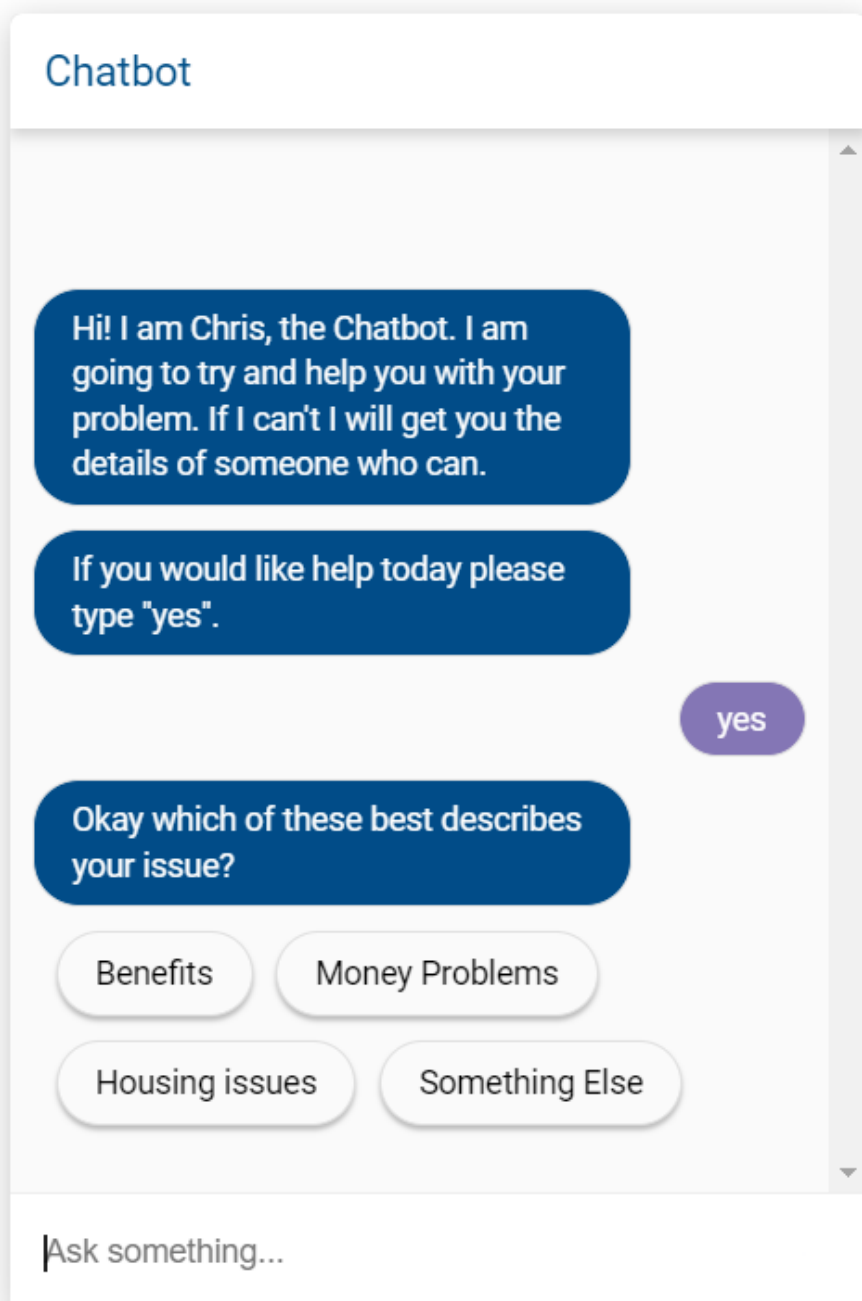 Chatbot
Hi! I am Chris, the Chatbot. I am
going to try and help you with your
problem. If I can't I will get you the
details of someone who can.
If you would like help today please
type "yes".
yes
Okay which of these best describes
your issue?
Benefits
Money Problems
Housing issues
Something Else
Ask something...